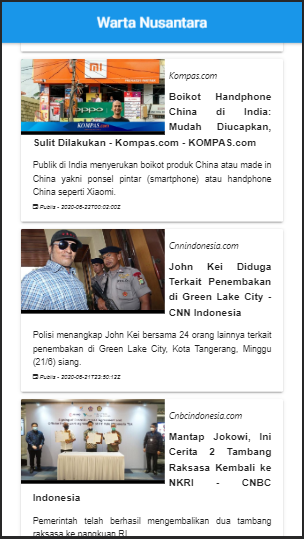 Warta Nusantara
Kompas.com
Boikot Handphone
China di India:
Mudah Diucapkan,
Sulit Dilakukan - Kompas.com - KOMPAS.com
Publik di India menyerukan boikot produk China atau made in
China yakni ponsel pintar (smartphone) atau handphone
China seperti Xiaomi.
Publis - 2020-06-22T00:02:00Z
mi
oppo
KOMPAS.com
Cnnindonesia.com
John Kei Diduga
Terkait Penembakan
di Green Lake City -
CNN Indonesia
Polisi menangkap John Kei bersama 24 orang lainnya terkait
penembakan di Green Lake City, Kota Tangerang, Minggu
(21/6) siang.
Publis - 2020-06-21T23:50:12Z
Cnbcindonesia.com
Mantap Jokowi, Ini
Cerita 2 Tambang
Raksasa Kembali ke
NKRI - CNBC
Indonesia
Pemerintah telah berhasil mengembalikan dua tambang
raksasa ke pangkuan RI